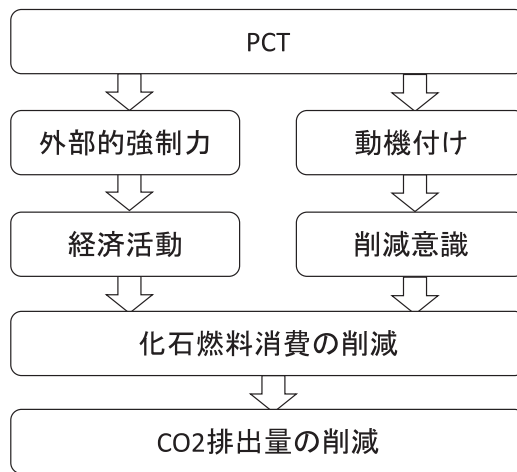 PCT
外部的強制力
動機付け
経済活動
削減意識
化石燃料消費の削減
CO2排出量の削減